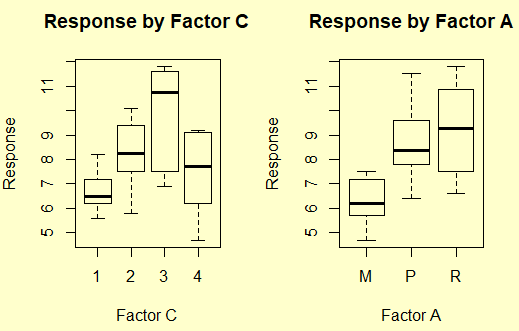 Response by Factor C
Response
11
9
8
7
6
5
1 2 3 4
Factor C
Response by Factor A
Response
11
9
8
7
6
5
M P R
Factor A